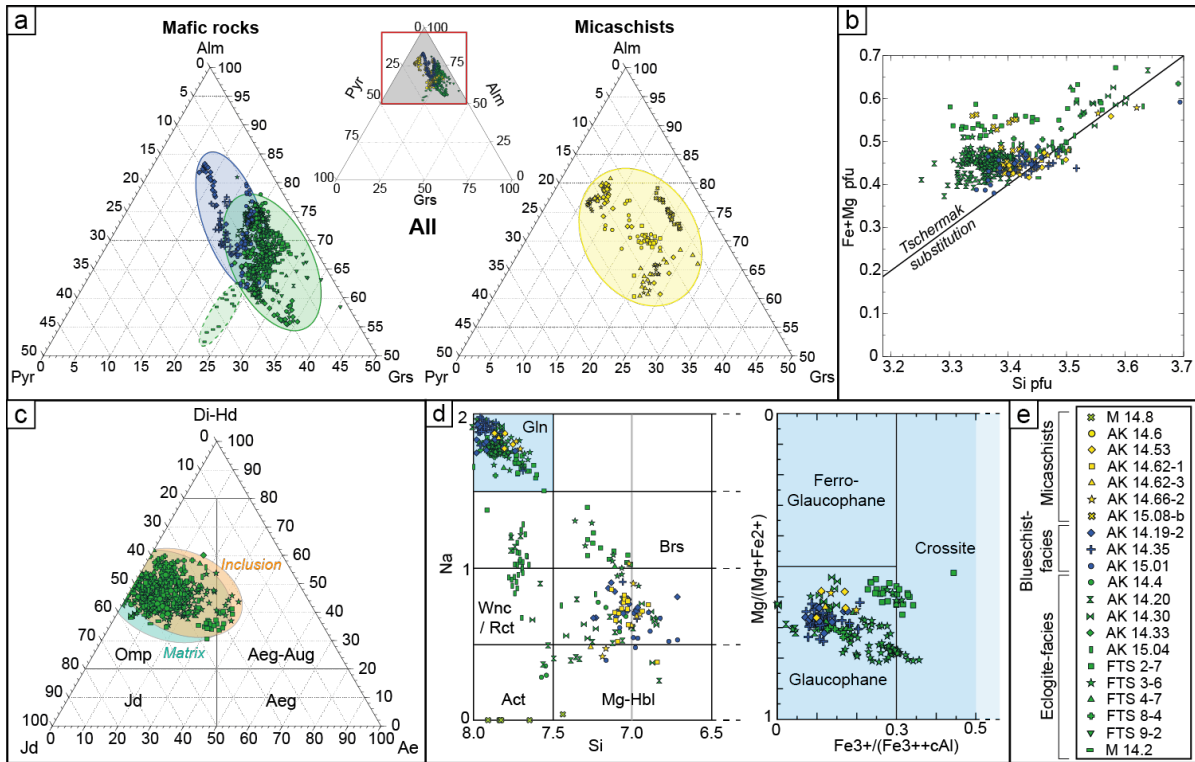 a
Mafic rocks
Alm
0 100
5 95
10 90
15 85
20 80
25 75
30 70
35 65
40 60
45 55
50 50
Pyr 5 10 15 20 25 30 35 40 45 50 Grs
0 100
25 75
Pyr Alm
50 50
75 25
100 0
100 50 0
Grs
All
Micaschists
Alm
0 100
5 95
10 90
15 85
20 80
25 75
30 70
35 65
40 60
45 55
50 50
Pyr 5 10 15 20 25 30 35 40 45 50 Grs
b
Fe+Mg pfu
0.7
0.6
0.5
0.4
0.3
0.2
0.1
0
Tschermak
substitution
3.2 3.3 3.4 3.5 3.6 3.7
Si pfu
c
Di-Hd
0 100
10 90
20 80
30 70
40 60
50 50
60 40
70 30
80 20
90 10
100 0
Inclusion
Matrix
Omp Aeg-Aug
Jd Aeg
0 10 20 30 40 50 60 70 80 90 100
Jd Ae
d
Na
2
1
0
Gln
Brs
Wnc
/ Rct
Act Mg-Hbl
8.0 7.5 7.0 6.5
Si
Mg/(Mg+Fe2+)
0
1
Ferro-
Glaucophane
Crossite
Glaucophane
0.0 0.3 0.5
Fe3+/(Fe3++cAl)
e
Micaschists
Blueschist-
facies
Eclogite-facies
M 14.8
AK 14.6
AK 14.53
AK 14.62-1
AK 14.62-3
AK 14.66-2
AK 15.08-b
AK 14.19-2
AK 14.35
AK 15.01
AK 14.4
AK 14.20
AK 14.30
AK 14.33
AK 15.04
FTS 2-7
FTS 3-6
FTS 4-7
FTS 8-4
FTS 9-2
M 14.2